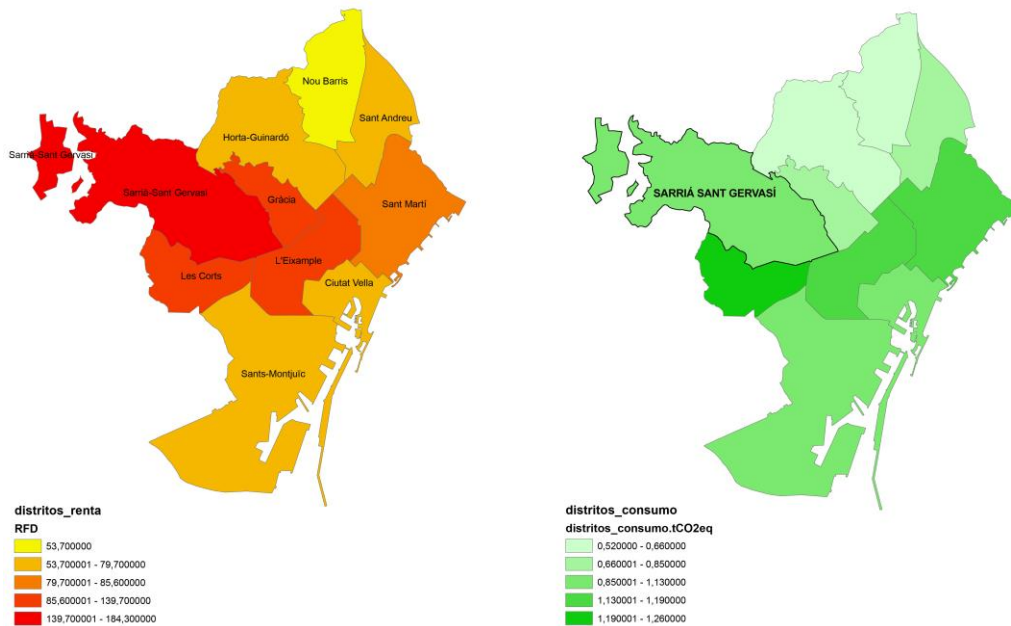 Nou Barris
Sant Andreu
Horta-Guinardó
Sarriá-Sant Gervasi
Sarriá-Sant Gervasi
Gràcia
Sant Martí
L'Eixample
Les Corts
Ciutat Vella
Sants-Montjuïc
distritos_renta
RFD
53,700000
53,700001 - 79,700000
79,700001 - 85,600000
85,600001 - 139,700000
139,700001 - 184,300000
SARRIÁ SANT GERVASÍ
distritos_consumo
distritos_consumo.tCO2eq
0,520000 - 0,660000
0,660001 - 0,850000
0,850001 - 1,130000
1,130001 - 1,190000
1,190001 - 1,260000